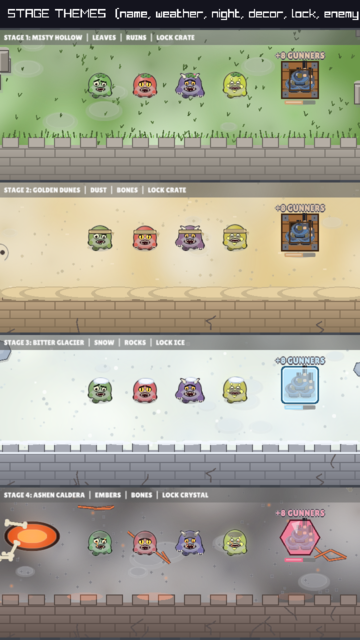 STAGE THEMES (name, weather, night, decor, lock, enemy
STAGE 1: MISTY HOLLOW | LEAVES | RUINS | LOCK CRATE
+8 GUNNERS
STAGE 2: GOLDEN DUNES | DUST | BONES | LOCK CRATE
+8 GUNNERS
STAGE 3: BITTER GLACIER | SNOW | ROCKS | LOCK ICE
+8 GUNNERS
STAGE 4: ASHEN CALDERA | EMBERS | BONES | LOCK CRYSTAL
+8 GUNNERS